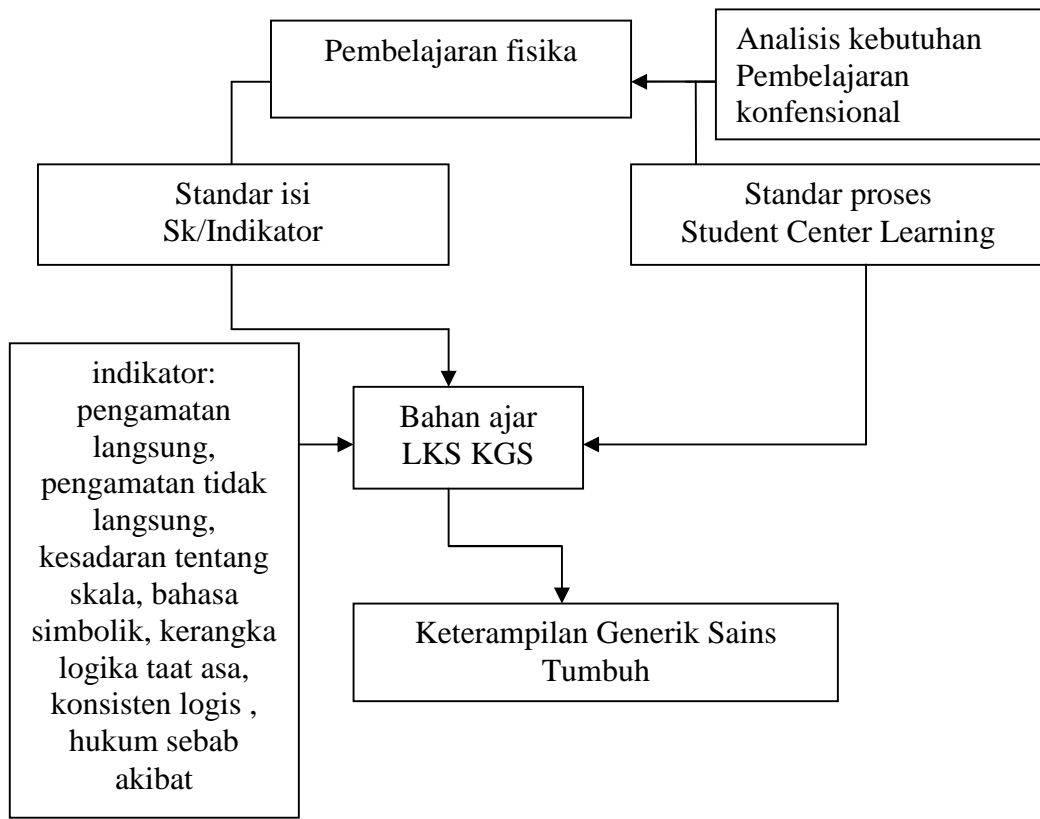 Pembelajaran fisika
Analisis kebutuhan
Pembelajaran
konfensional
Standar isi
Sk/Indikator
Standar proses
Student Center Learning
indikator:
pengamatan
langsung,
pengamatan tidak
langsung,
kesadaran tentang
skala, bahasa
simbolik, kerangka
logika taat asa,
konsisten logis ,
hukum sebab
akibat
Bahan ajar
LKS KGS
Keterampilan Generik Sains
Tumbuh